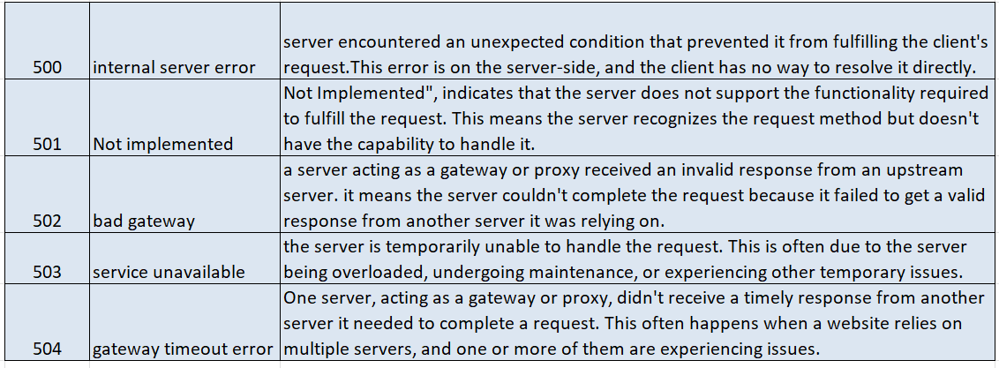 server encountered an unexpected condition that prevented it from fulfilling the client's
500 internal server error request.This error is on the server-side, and the client has no way to resolve it directly.
Not Implemented", indicates that the server does not support the functionality required
to fulfill the request. This means the server recognizes the request method but doesn't
501 Not implemented have the capability to handle it.
a server acting as a gateway or proxy received an invalid response from an upstream
server. it means the server couldn't complete the request because it failed to get a valid
502 bad gateway response from another server it was relying on.
the server is temporarily unable to handle the request. This is often due to the server
503 service unavailable being overloaded, undergoing maintenance, or experiencing other temporary issues.
One server, acting as a gateway or proxy, didn't receive a timely response from another
server it needed to complete a request. This often happens when a website relies on
504 gateway timeout error multiple servers, and one or more of them are experiencing issues.